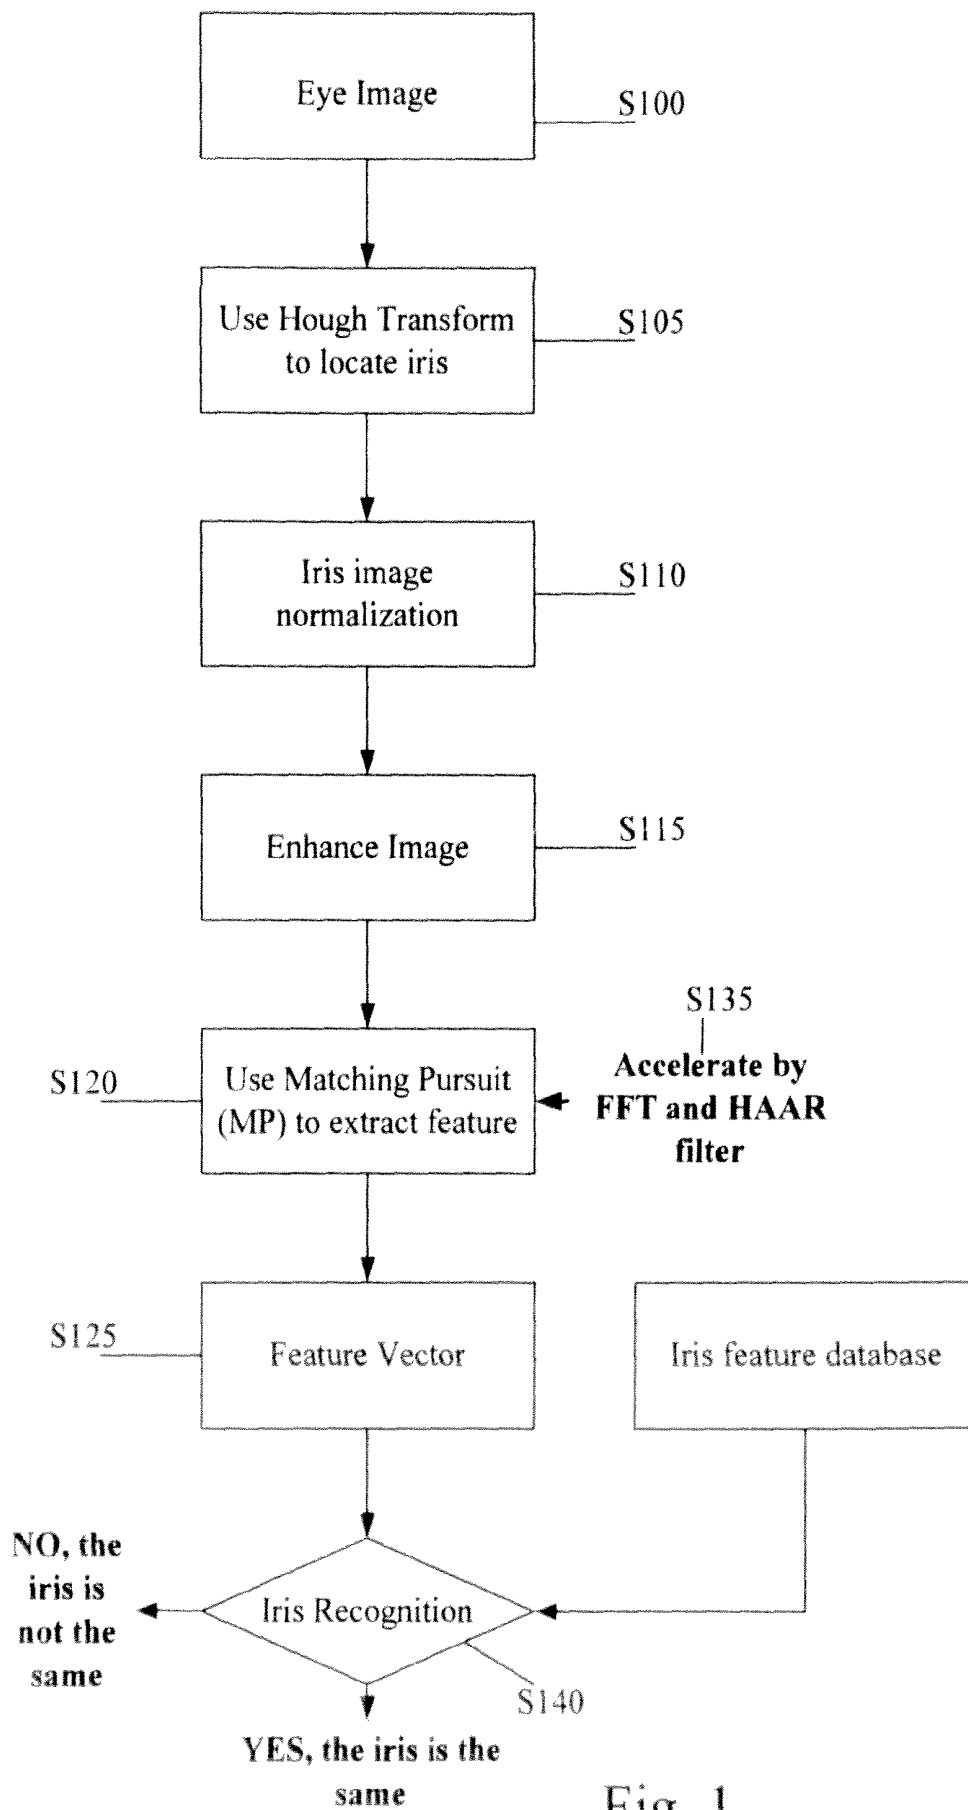 Eye Image
S100
Use Hough Transform
to locate iris
S105
Iris image
normalization
S110
Enhance Image
S115
S135
S120
Use Matching Pursuit
(MP) to extract feature
Accelerate by
FFT and HAAR
filter
S125
Feature Vector
Iris feature database
NO, the
iris is
not the
same
Iris Recognition
S140
YES, the iris is the
same
Fig. 1